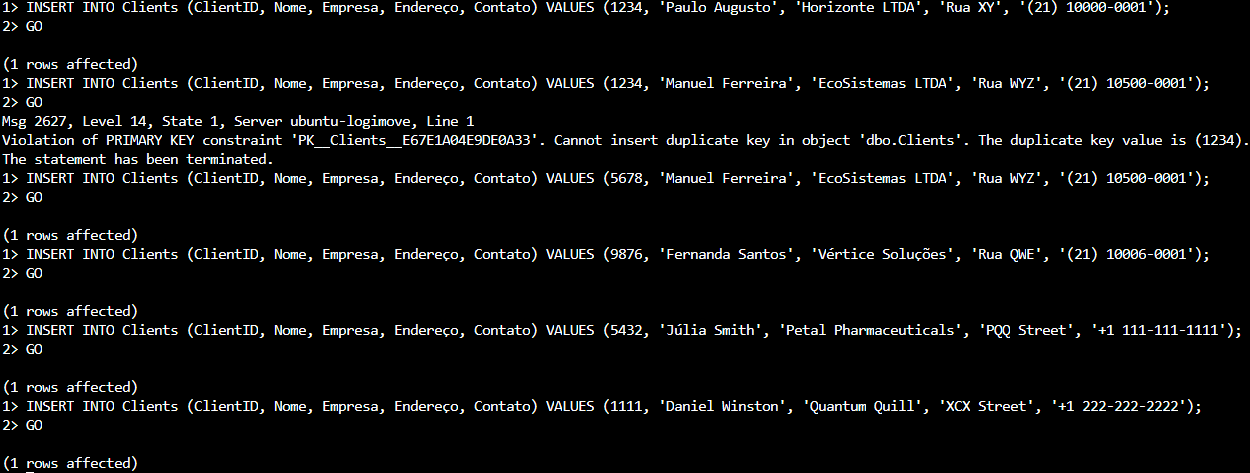 1> INSERT INTO Clients (ClientID, Nome, Empresa, Endereço, Contato) VALUES (1234, 'Paulo Augusto', 'Horizonte LTDA', 'Rua XY', '(21) 10000-0001');
2> GO
(1 rows affected)
1> INSERT INTO Clients (ClientID, Nome, Empresa, Endereço, Contato) VALUES (1234, 'Manuel Ferreira', 'EcoSistemas LTDA', 'Rua WYZ', '(21) 10500-0001');
2> GO
Msg 2627, Level 14, State 1, Server ubuntu-logimove, Line 1
Violation of PRIMARY KEY constraint 'PK__Clients__E67E1A04E9DE0A33'. Cannot insert duplicate key in object 'dbo.Clients'. The duplicate key value is (1234).
The statement has been terminated.
1> INSERT INTO Clients (ClientID, Nome, Empresa, Endereço, Contato) VALUES (5678, 'Manuel Ferreira', 'EcoSistemas LTDA', 'Rua WYZ', '(21) 10500-0001');
2> GO
(1 rows affected)
1> INSERT INTO Clients (ClientID, Nome, Empresa, Endereço, Contato) VALUES (9876, 'Fernanda Santos', 'Vértice Soluções', 'Rua QWE', '(21) 10006-0001');
2> GO
(1 rows affected)
1> INSERT INTO Clients (ClientID, Nome, Empresa, Endereço, Contato) VALUES (5432, 'Júlia Smith', 'Petal Pharmaceuticals', 'PQQ Street', '+1 111-111-1111');
2> GO
(1 rows affected)
1> INSERT INTO Clients (ClientID, Nome, Empresa, Endereço, Contato) VALUES (1111, 'Daniel Winston', 'Quantum Quill', 'XCX Street', '+1 222-222-2222');
2> GO
(1 rows affected)